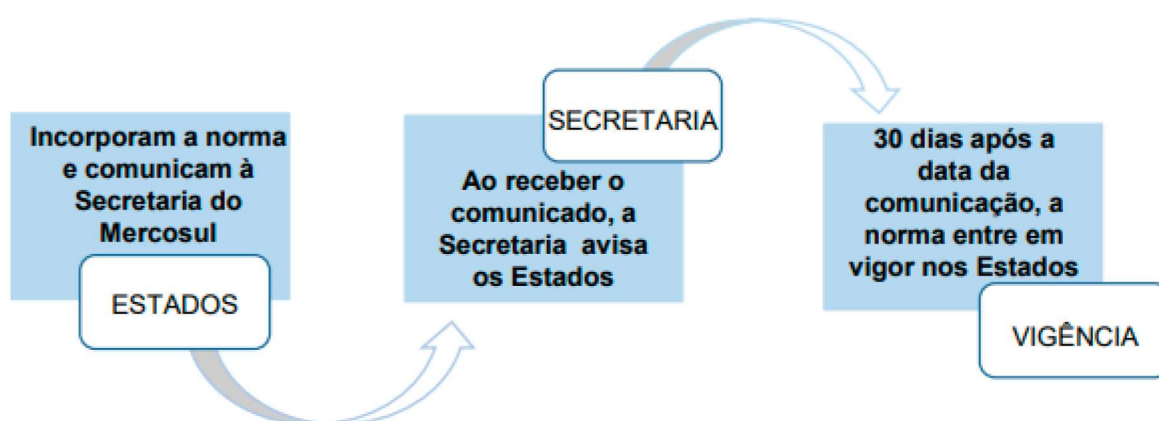 Incorporam a norma
e comunicam à
Secretaria do
Mercosul
ESTADOS
SECRETARIA
Ao receber o
comunicado, a
Secretaria avisa
os Estados
30 dias após a
data da
comunicação, a
norma entre em
vigor nos Estados
VIGÊNCIA